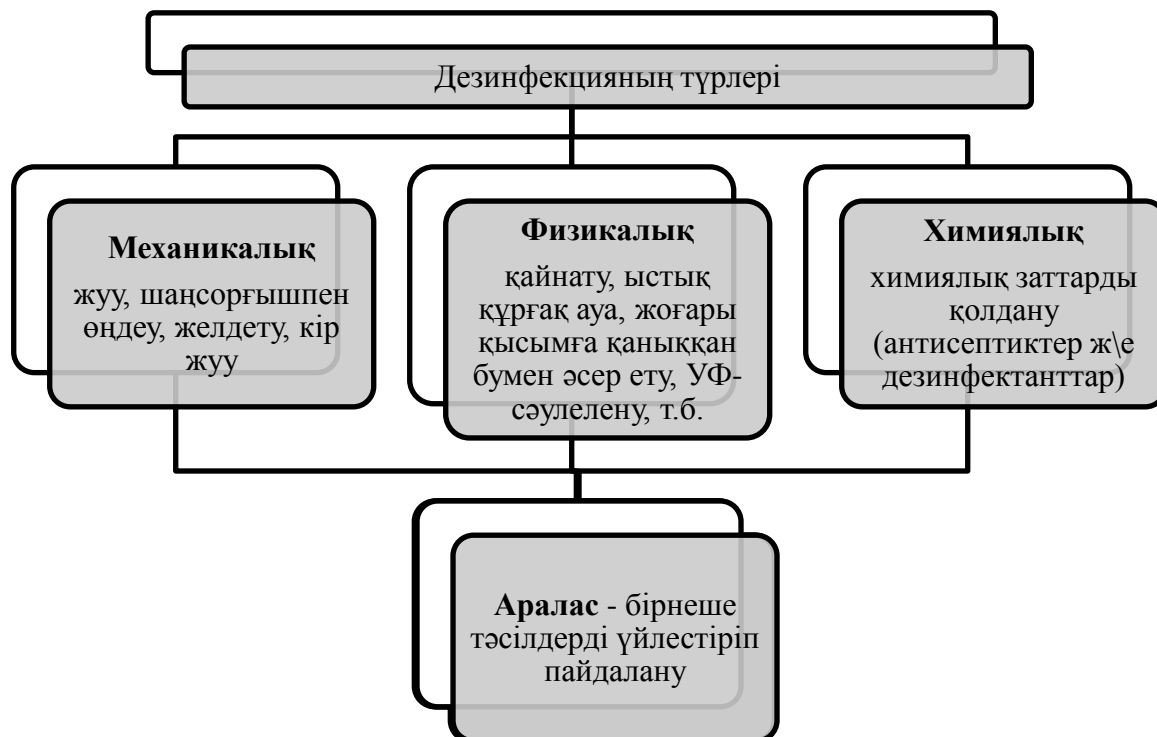 Дезинфекцияның түрлері
Механикалық
жуу, шаңсорғышпен
өңдеу, желдету, кір
жуу
Физикалық
қайнату, ыстық
құрғақ ауа, жоғары
қысымға қаныққан
бумен әсер ету, УФ-
сәулелену, т.б.
Химиялық
химиялық заттарды
қолдану
(антисептиктер ж\е
дезинфектанттар)
Аралас - бірнеше
тәсілдерді үйлестіріп
пайдалану